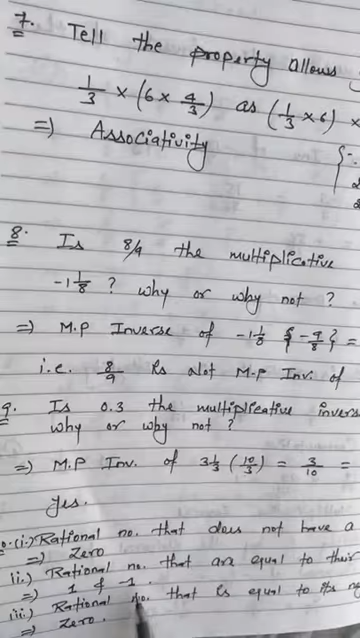 7. Tell the property allows
1/3 × (6 × 4/3) as (1/3 × 6) ×
=) Associativity
8. Is 8/9 the multiplicative
-1 1/8 ? why or why not ?
=) M.P Inverse of -1 1/8 {-9/8} =
i.e. 8/9 is Not M.P Inv. of
9. Is 0.3 the multiplicative invers
why or why not ?
=) M.P Inv. of 3 1/3 (10/3) = 3/10 =
Yes.
(i.) Rational no. that does not have a
=) Zero
(ii.) Rational no. that are equal to their
=) 1 & -1.
(iii.) Rational no. that is equal to its
=) Zero.